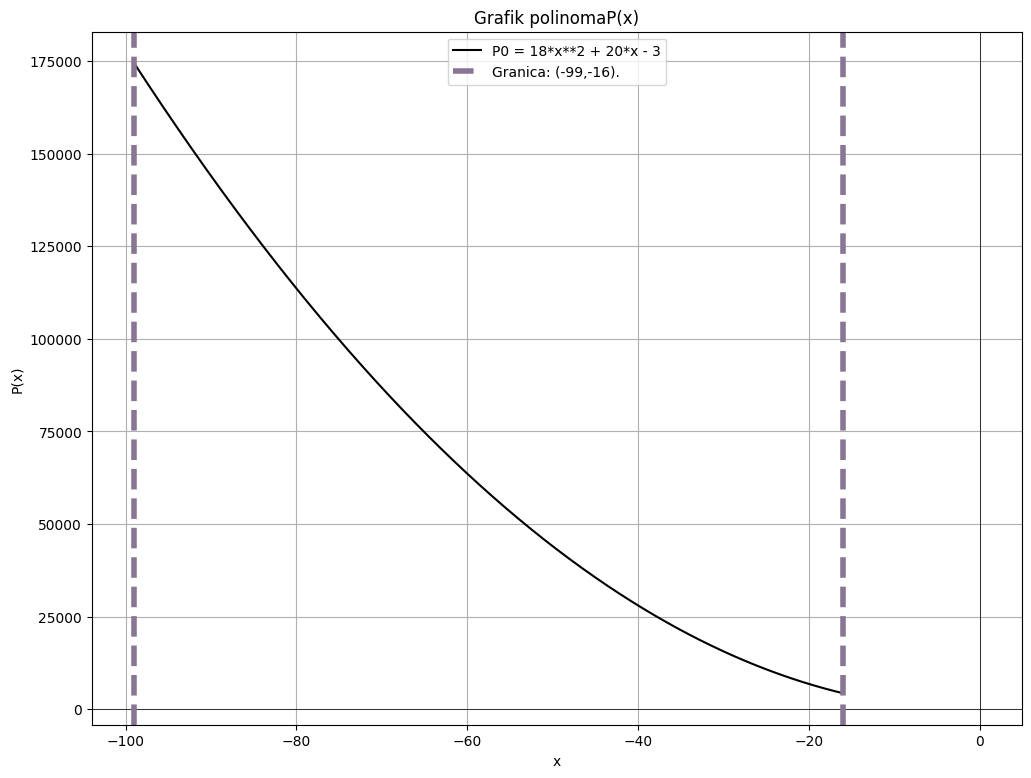 Grafik polinomaP(x)
P0 = 18*x**2 + 20*x - 3
Granica: (-99,-16).
175000
150000
125000
100000
75000
50000
25000
0
P(x)
−100
−80
−60
−40
−20
0
x